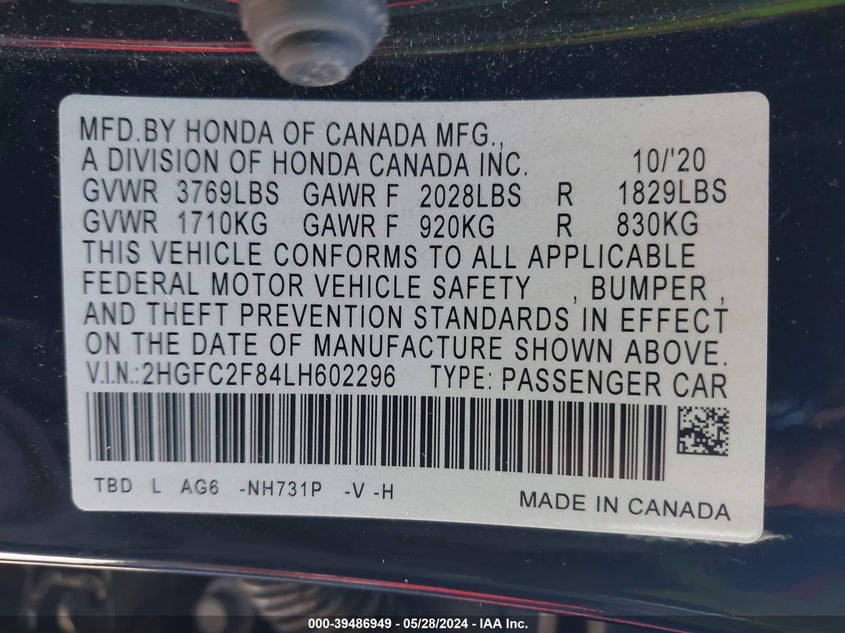 MFD.BY HONDA OF CANADA MFG.,
A DIVISION OF HONDA CANADA INC. 10/'20
GVWR 3769LBS GAWR F 2028LBS R 1829LBS
GVWR 1710KG GAWR F 920KG R 830KG
THIS VEHICLE CONFORMS TO ALL APPLICABLE
FEDERAL MOTOR VEHICLE SAFETY , BUMPER ,
AND THEFT PREVENTION STANDARDS IN EFFECT
ON THE DATE OF MANUFACTURE SHOWN ABOVE.
V.I.N.:2HGFC2F84LH602296 TYPE: PASSENGER CAR
TBD L AG6 -NH731P -V -H MADE IN CANADA
000-39486949 - 05/28/2024 - IAA Inc.